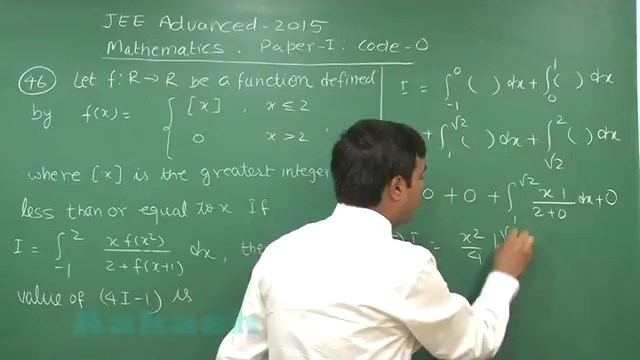 JEE Advanced - 2015
Mathematics. Paper-I: Code-0
46 Let f: R → R be a function defined
by f(x) = { [x] , x ≤ 2
0 x > 2 ,
where [x] is the greatest integer
less than or equal to x If
I = ∫_{-1}^{2} x f(x²) / 2 + f(x+1) dx, the
value of (4I - 1) is
I = ∫_{-1}^{0} ( ) dx + ∫_{0}^{1} ( ) dx
+ ∫_{1}^{√2} ( ) dx + ∫_{√2}^{2} ( ) dx
0 + 0 + ∫_{1}^{√2} x 1 / 2 + 0 dx + 0
I = x² / 4 |
Aakash